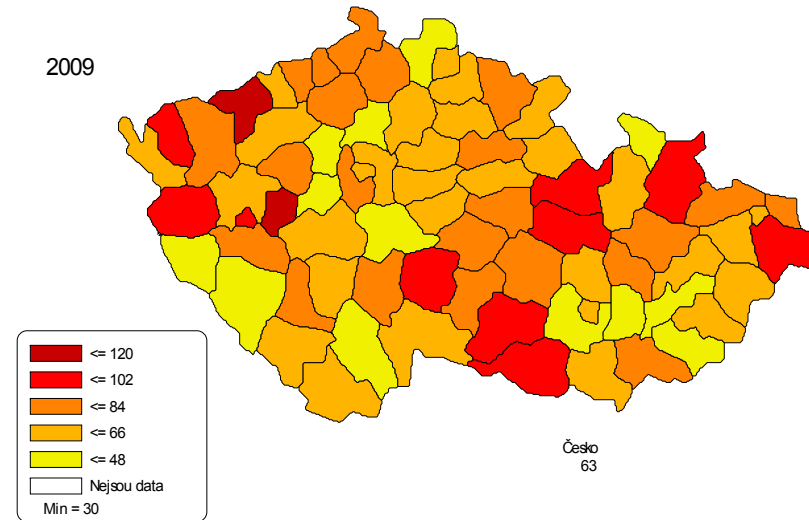 2009
<= 120
<= 102
<= 84
<= 66
<= 48
Nejsou data
Min = 30
Česko
63